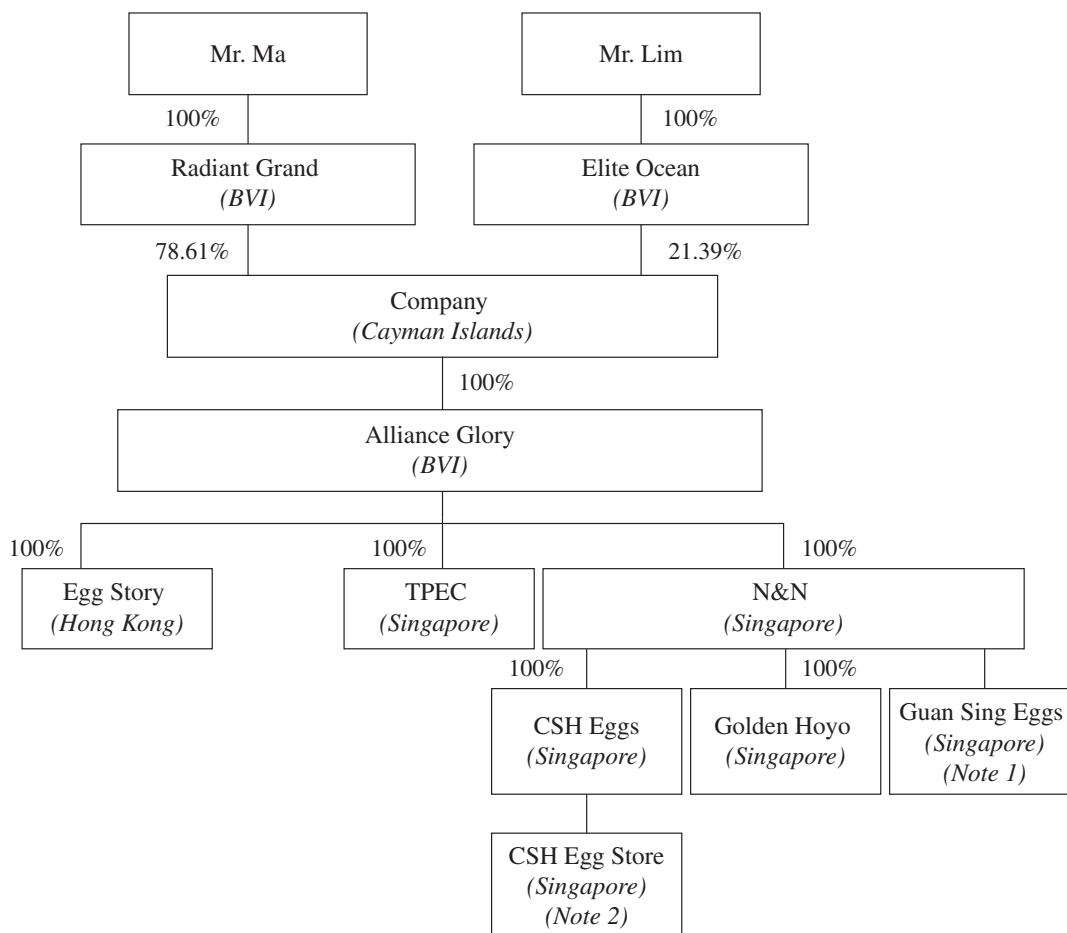 Mr. Ma
Mr. Lim
100%
100%
Radiant Grand
(BVI)
Elite Ocean
(BVI)
78.61%
21.39%
Company
(Cayman Islands)
100%
Alliance Glory
(BVI)
100%
100%
100%
Egg Story
(Hong Kong)
TPEC
(Singapore)
N&N
(Singapore)
100%
100%
CSH Eggs
(Singapore)
Golden Hoyo
(Singapore)
Guan Sing Eggs
(Singapore)
(Note 1)
CSH Egg Store
(Singapore)
(Note 2)